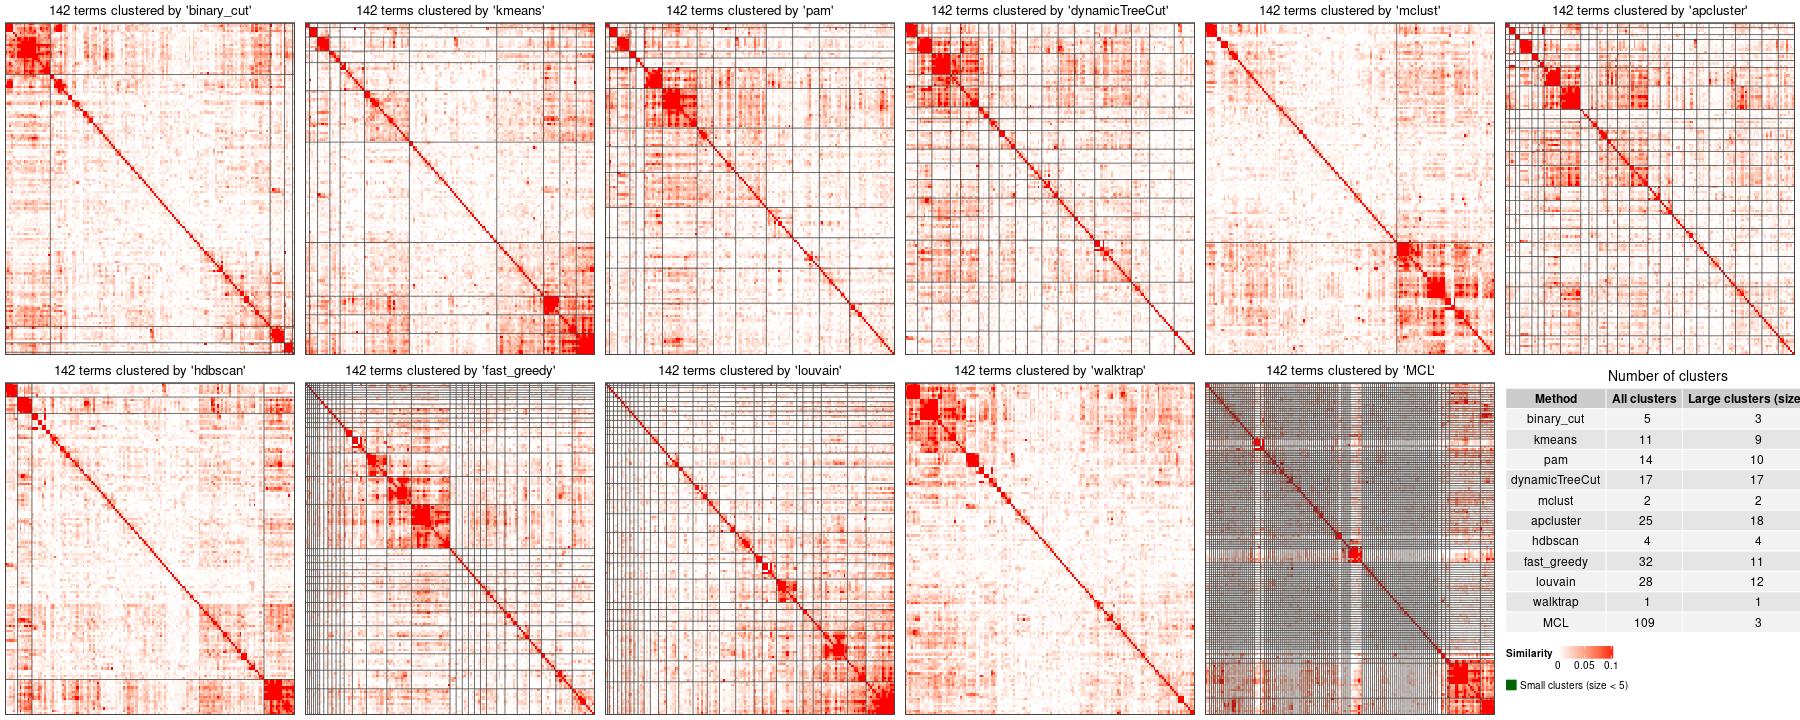 142 terms clustered by 'binary_cut'
142 terms clustered by 'kmeans'
142 terms clustered by 'pam'
142 terms clustered by 'dynamicTreeCut'
142 terms clustered by 'mclust'
142 terms clustered by 'apcluster'
142 terms clustered by 'hdbscan'
142 terms clustered by 'fast_greedy'
142 terms clustered by 'louvain'
142 terms clustered by 'walktrap'
142 terms clustered by 'MCL'
Number of clusters
Method All clusters Large clusters (size
binary_cut 5 3
kmeans 11 9
pam 14 10
dynamicTreeCut 17 17
mclust 2 2
apcluster 25 18
hdbscan 4 4
fast_greedy 32 11
louvain 28 12
walktrap 1 1
MCL 109 3
Similarity
0 0.05 0.1
Small clusters (size < 5)